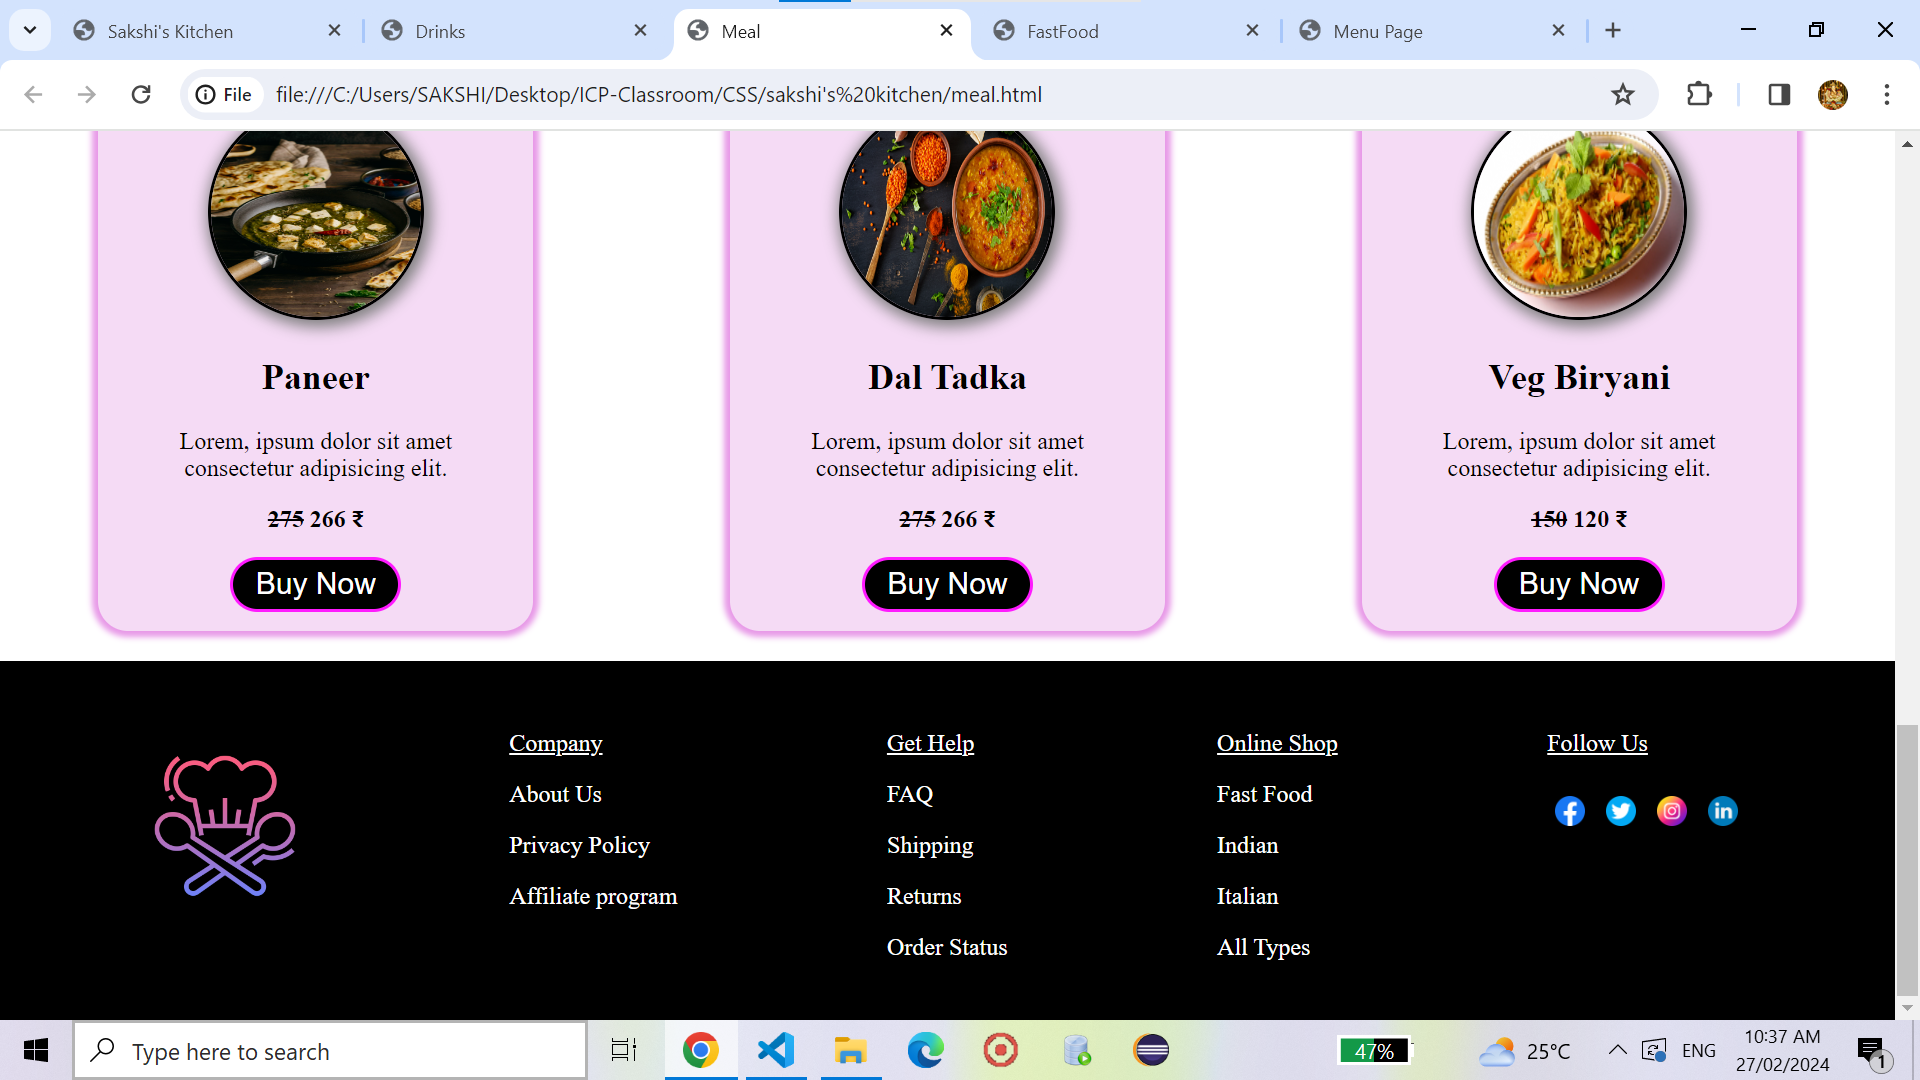 Sakshi's Kitchen
Drinks
Meal
FastFood
Menu Page
File
file:///C:/Users/SAKSHI/Desktop/ICP-Classroom/CSS/sakshi's%20kitchen/meal.html
Paneer
Lorem, ipsum dolor sit amet
consectetur adipisicing elit.
275 266 ₹
Buy Now
Dal Tadka
Lorem, ipsum dolor sit amet
consectetur adipisicing elit.
275 266 ₹
Buy Now
Veg Biryani
Lorem, ipsum dolor sit amet
consectetur adipisicing elit.
150 120 ₹
Buy Now
Company
About Us
Privacy Policy
Affiliate program
Get Help
FAQ
Shipping
Returns
Order Status
Online Shop
Fast Food
Indian
Italian
All Types
Follow Us
Type here to search
47%
25°C
ENG
10:37 AM
27/02/2024
1